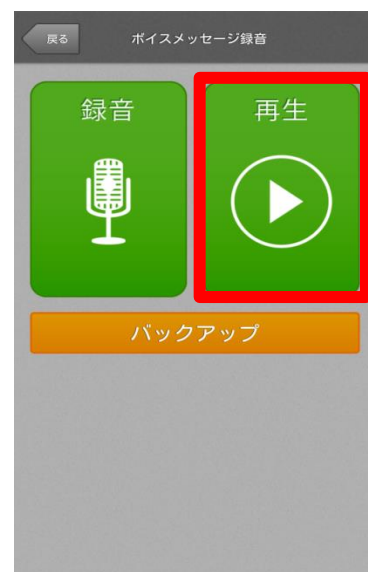 戻る
ボイスメッセージ録音
録音
再生
バックアップ